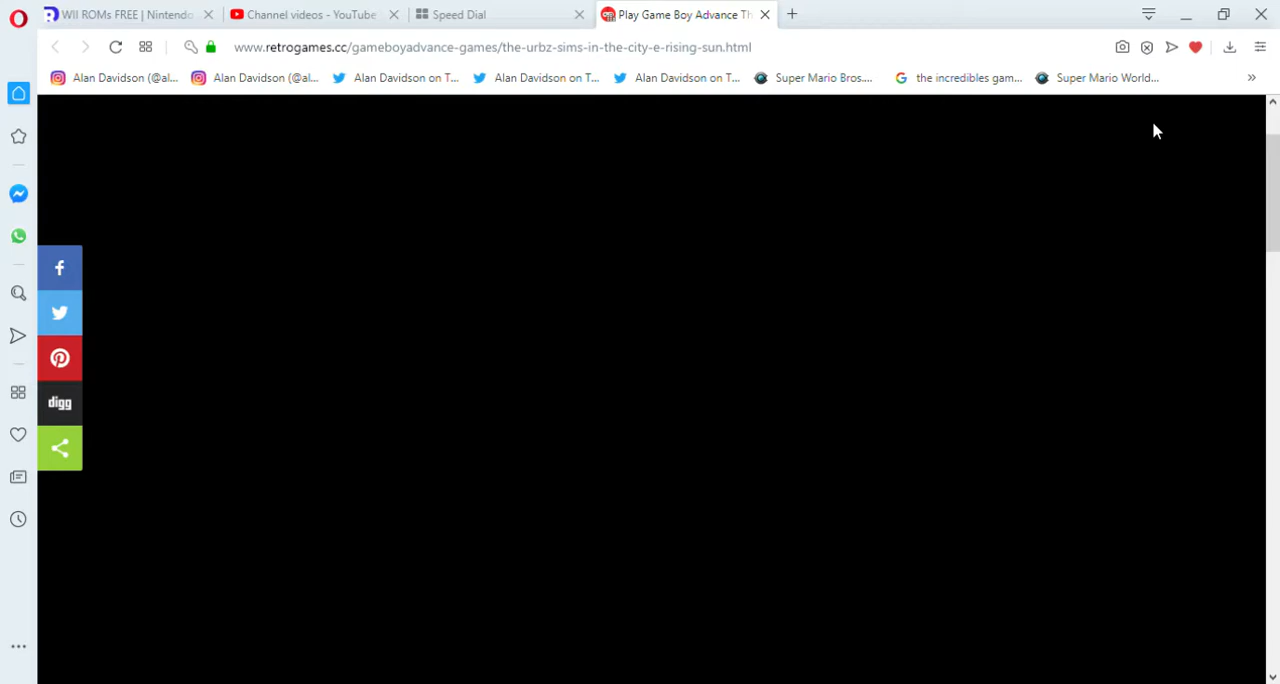 WII ROMs FREE | Nintendo
Channel videos - YouTube
Speed Dial
Play Game Boy Advance Th
www.retrogames.cc/gameboyadvance-games/the-urbz-sims-in-the-city-e-rising-sun.html
Alan Davidson (@al...
Alan Davidson (@al...
Alan Davidson on T...
Alan Davidson on T...
Alan Davidson on T...
Super Mario Bros....
the incredibles gam...
Super Mario World...
digg